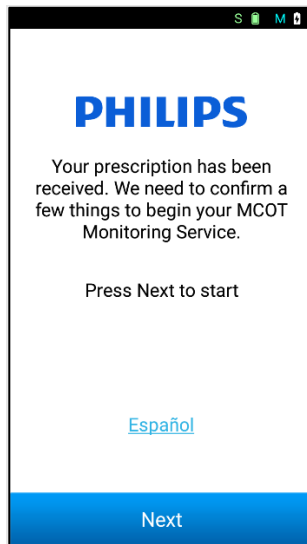 S M
PHILIPS
Your prescription has been
received. We need to confirm a
few things to begin your MCOT
Monitoring Service.
Press Next to start
Español
Next